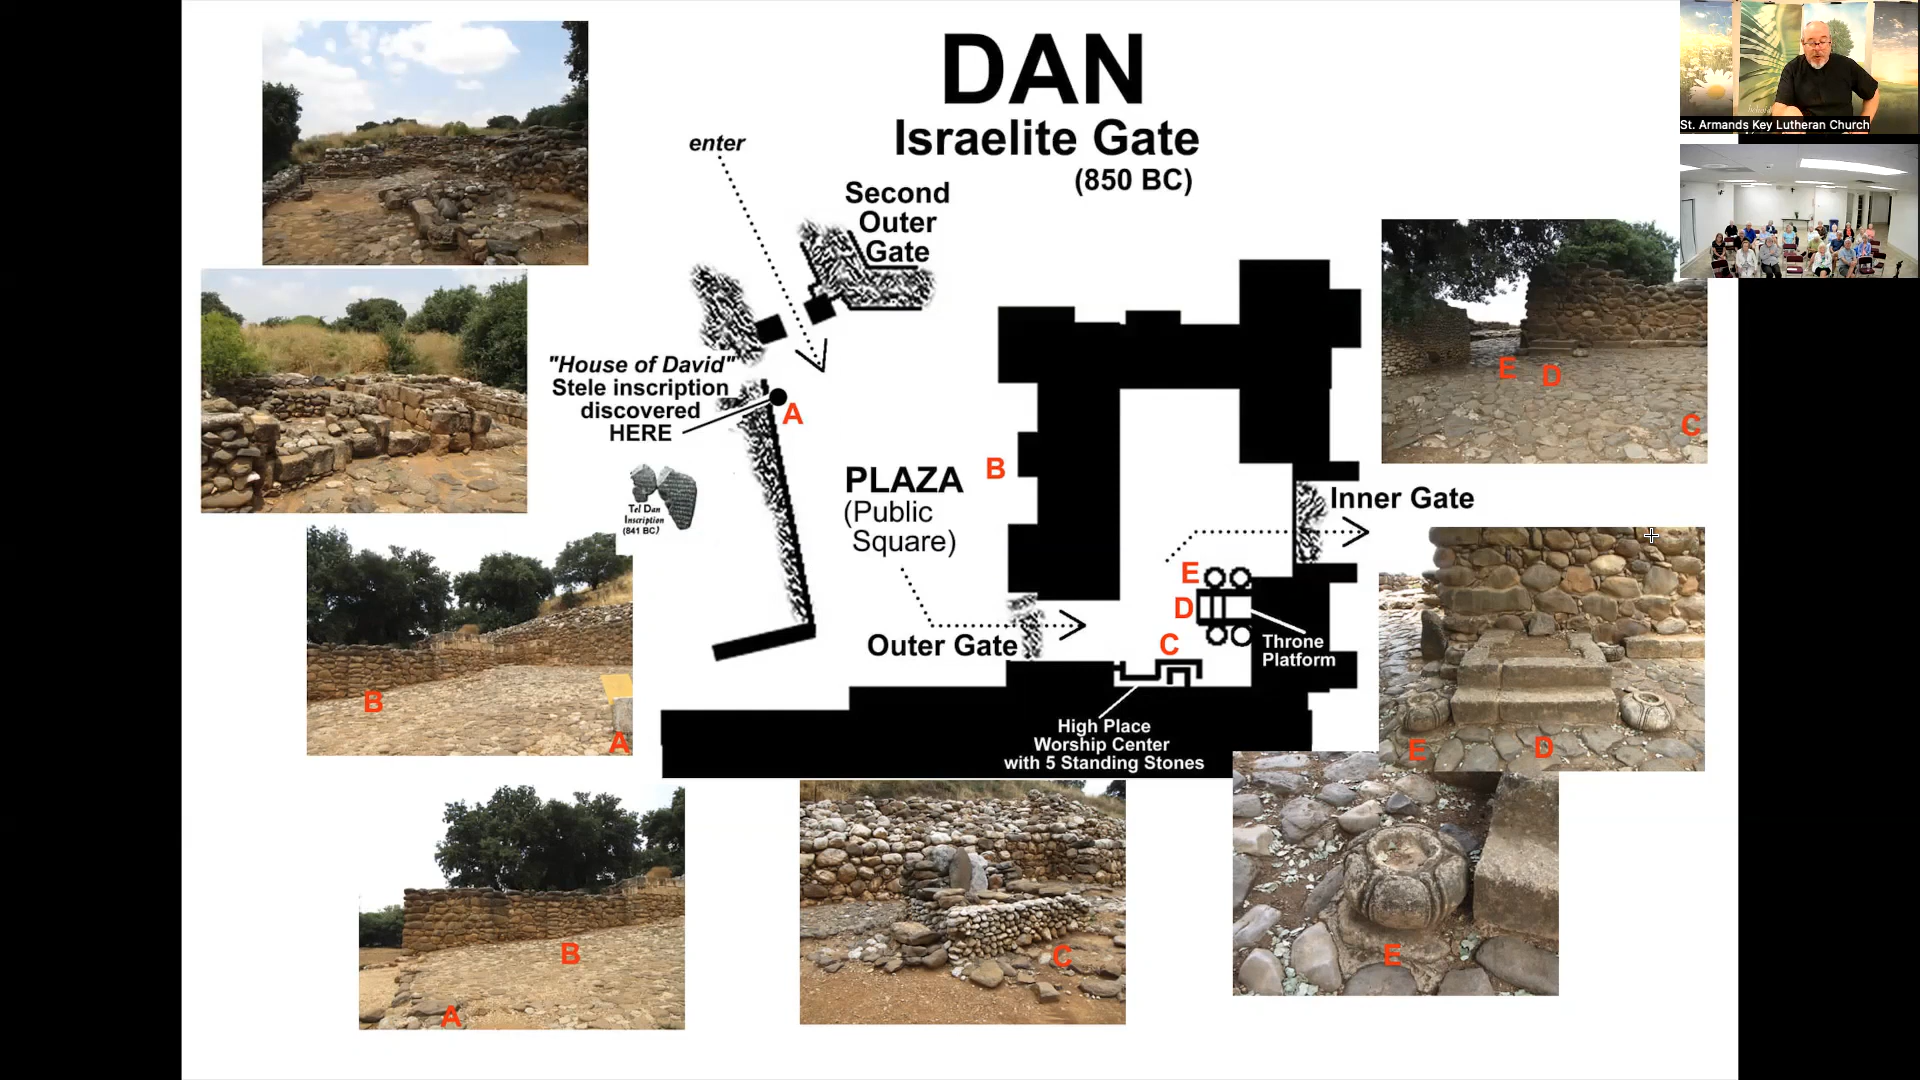 DAN
Israelite Gate
(850 BC)
enter
Second
Outer
Gate
"House of David"
Stele inscription
discovered
HERE
A
Tel Dan
Inscription
(841 BC)
PLAZA
(Public
Square)
B
Outer Gate
Inner Gate
E
D
C
Throne
Platform
High Place
Worship Center
with 5 Standing Stones
B
A
B
A
C
E
D
C
E
D
E
St. Armands Key Lutheran Church